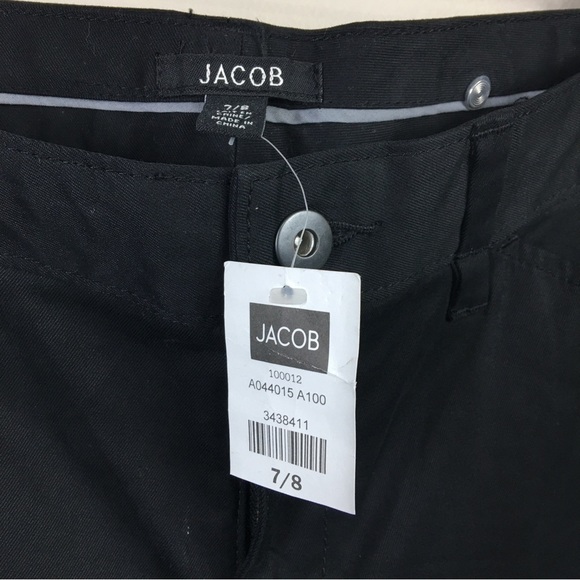 JACOB
7/8
MADE IN
CHINA
JACOB
100012
A044015 A100
3438411
7/8